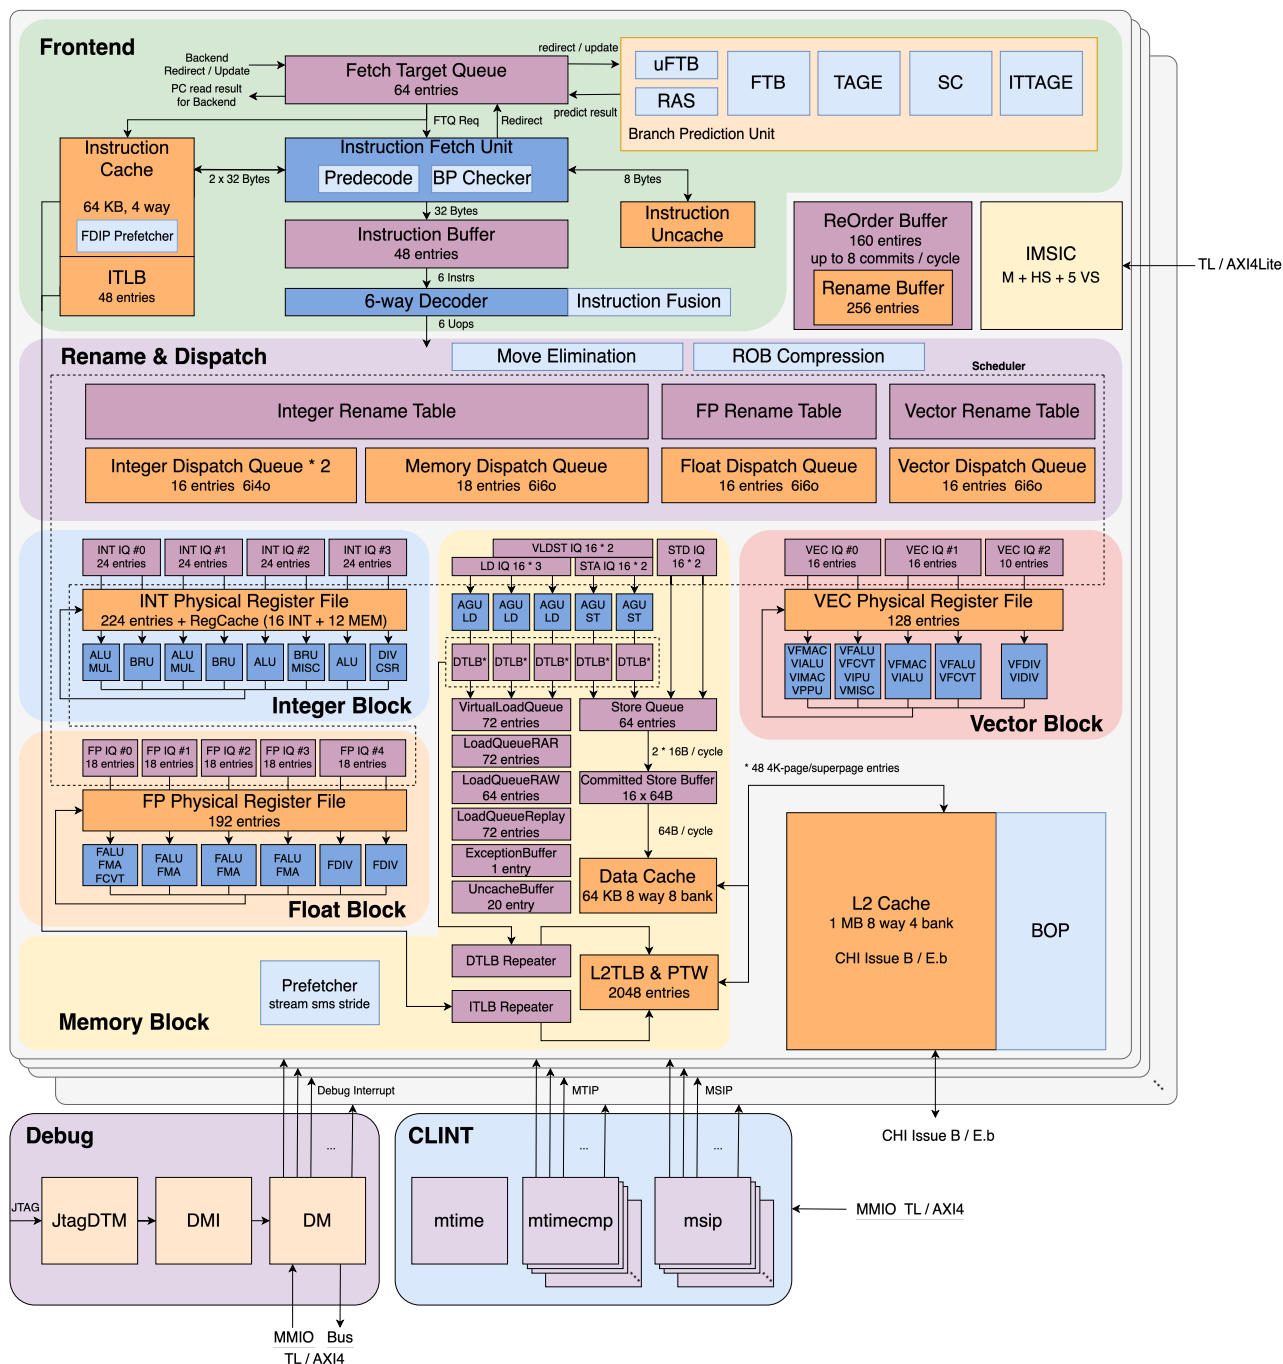 Frontend
Backend
Redirect / Update
PC read result
for Backend
Fetch Target Queue
64 entries
redirect / update
predict result
uFTB
RAS
FTB
TAGE
SC
ITTAGE
Branch Prediction Unit
FTQ Req
Redirect
Instruction
Cache
64 KB, 4 way
FDIP Prefetcher
ITLB
48 entries
2 x 32 Bytes
Instruction Fetch Unit
Predecode
BP Checker
8 Bytes
Instruction
Uncache
32 Bytes
Instruction Buffer
48 entries
6 Instrs
6-way Decoder
Instruction Fusion
6 Uops
ReOrder Buffer
160 entires
up to 8 commits / cycle
Rename Buffer
256 entries
IMSIC
M + HS + 5 VS
TL / AXI4Lite
Rename & Dispatch
Move Elimination
ROB Compression
Scheduler
Integer Rename Table
FP Rename Table
Vector Rename Table
Integer Dispatch Queue * 2
16 entries 6i4o
Memory Dispatch Queue
18 entries 6i6o
Float Dispatch Queue
16 entries 6i6o
Vector Dispatch Queue
16 entries 6i6o
INT IQ #0
24 entries
INT IQ #1
24 entries
INT IQ #2
24 entries
INT IQ #3
24 entries
INT Physical Register File
224 entries + RegCache (16 INT + 12 MEM)
ALU
MUL
BRU
ALU
MUL
BRU
ALU
BRU
MISC
ALU
DIV
CSR
Integer Block
VLDST IQ 16 * 2
LD IQ 16 * 3
STA IQ 16 * 2
STD IQ
16 * 2
AGU
LD
AGU
LD
AGU
LD
AGU
ST
AGU
ST
DTLB*
DTLB*
DTLB*
DTLB*
DTLB*
VirtualLoadQueue
72 entries
LoadQueueRAR
72 entries
LoadQueueRAW
64 entries
LoadQueueReplay
72 entries
ExceptionBuffer
1 entry
UncacheBuffer
20 entry
Store Queue
64 entries
2 * 16B / cycle
Committed Store Buffer
16 x 64B
64B / cycle
Data Cache
64 KB 8 way 8 bank
VEC IQ #0
16 entries
VEC IQ #1
16 entries
VEC IQ #2
10 entries
VEC Physical Register File
128 entries
VFMAC
VIALU
VIMAC
VPPU
VFALU
VFCVT
VIPU
VMISC
VFMAC
VIALU
VFALU
VFCVT
VFDIV
VIDIV
Vector Block
FP IQ #0
18 entries
FP IQ #1
18 entries
FP IQ #2
18 entries
FP IQ #3
18 entries
FP IQ #4
18 entries
FP Physical Register File
192 entries
FALU
FMA
FCVT
FALU
FMA
FALU
FMA
FALU
FMA
FDIV
FDIV
Float Block
* 48 4K-page/superpage entries
L2 Cache
1 MB 8 way 4 bank
CHI Issue B / E.b
BOP
DTLB Repeater
ITLB Repeater
L2TLB & PTW
2048 entries
Prefetcher
stream sms stride
Memory Block
Debug Interrupt
MTIP
MSIP
...
CHI Issue B / E.b
Debug
...
JTAG
JtagDTM
DMI
DM
MMIO
Bus
TL / AXI4
CLINT
...
...
mtime
mtimecmp
...
msip
...
MMIO TL / AXI4